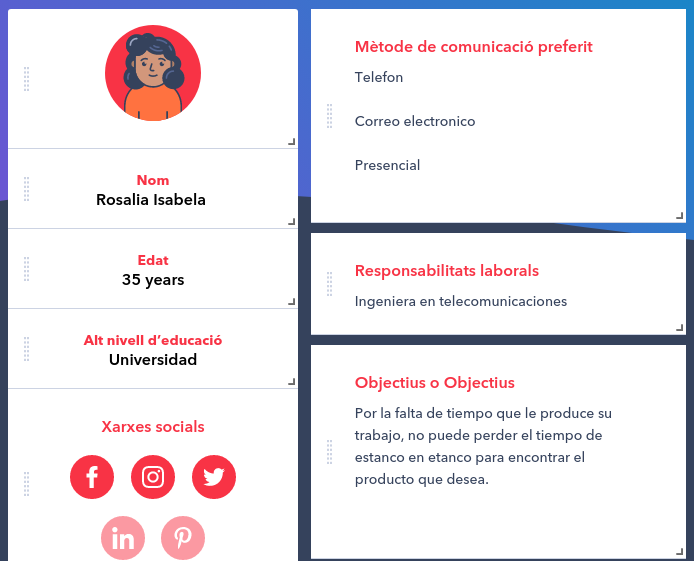 Nom
Rosalia Isabela
Edat
35 years
Alt nivell d’educació
Universidad
Xarxes socials
in
Mètode de comunicació preferit
Telefon
Correo electronico
Presencial
Responsabilitats laborals
Ingeniera en telecomunicaciones
Objectius o Objectius
Por la falta de tiempo que le produce su
trabajo, no puede perder el tiempo de
estanco en etanco para encontrar el
producto que desea.